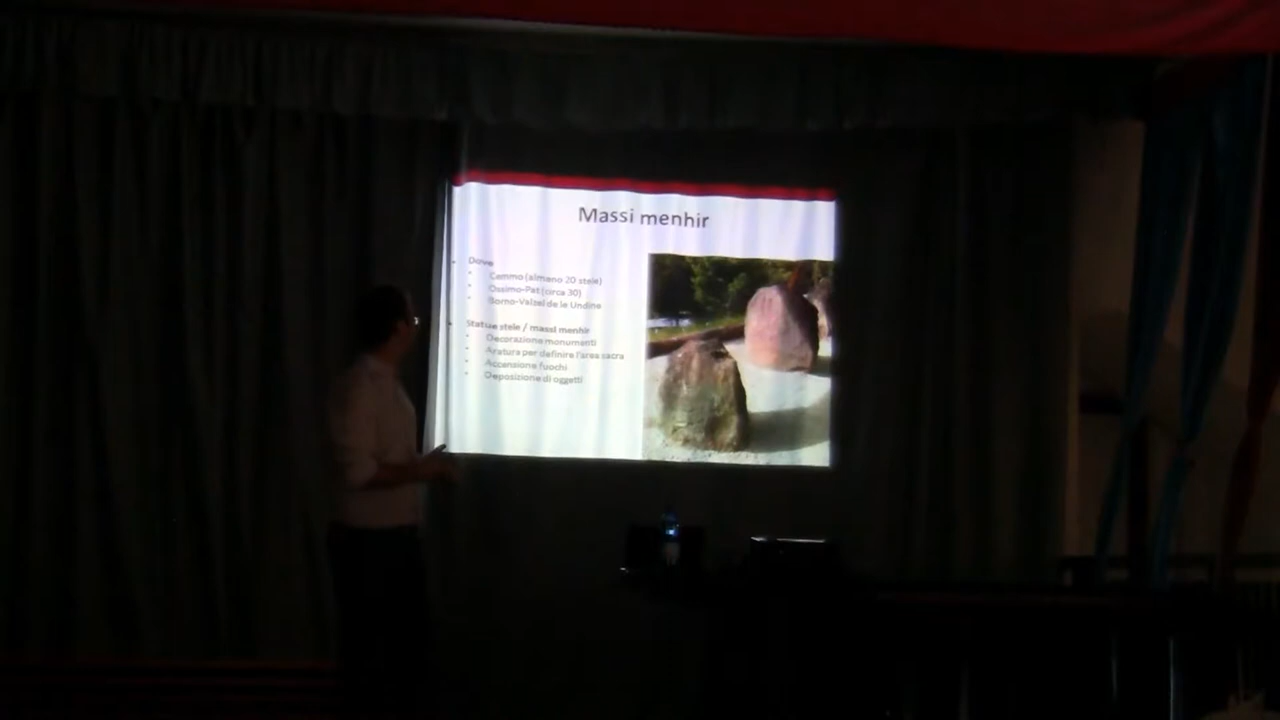 Massi menhir
Dove
Cemmo (almeno 20 stele)
Ossimo-Pat (circa 30)
Borno-Valzel de le Undine
Statue stele / massi menhir
Decorazione monumenti
Aratura per definire l'area sacra
Accensione fuochi
Deposizione di oggetti